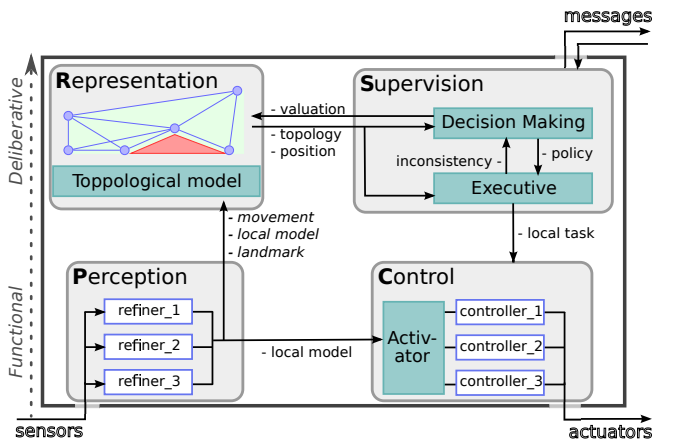 messages
Deliberative
Functional
Representation
Toppological model
Supervision
Decision Making
Executive
- valuation
- topology
- position
inconsistency -
- policy
- movement
- local model
- landmark
- local task
Perception
refiner_1
refiner_2
refiner_3
- local model
Control
Activ-
ator
controller_1
controller_2
controller_3
sensors
actuators